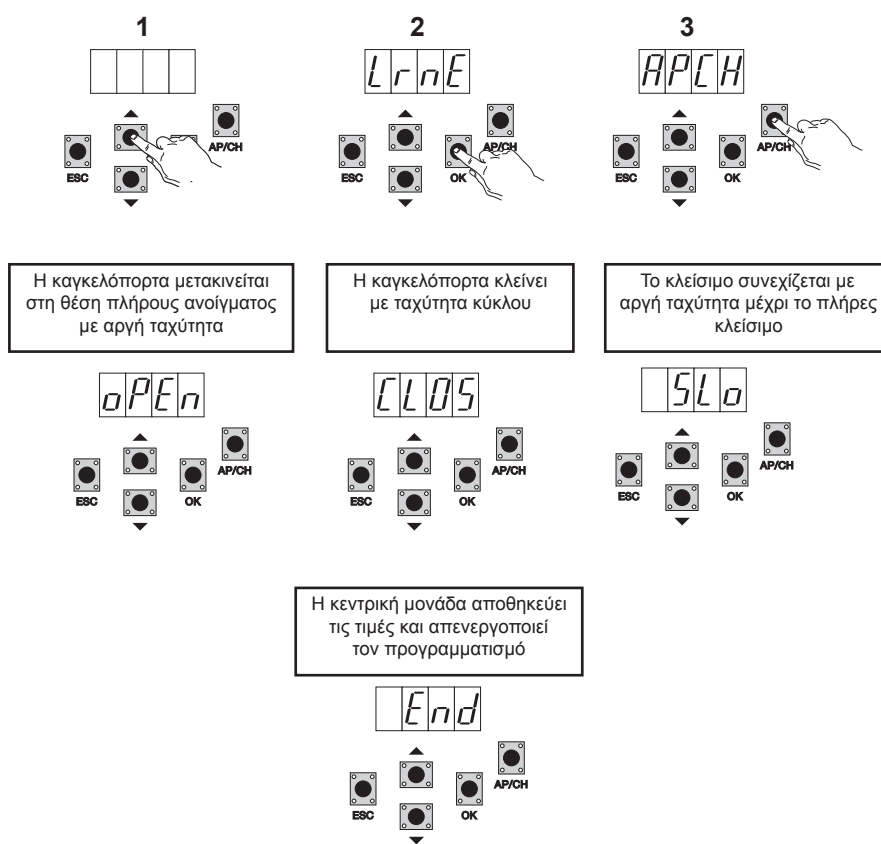 1
2
3
LrnE
APCH
AP/CH
ESC
AP/CH
ESC
OK
AP/CH
ESC
OK
Η καγκελόπορτα μετακινείται
στη θέση πλήρους ανοίγματος
με αργή ταχύτητα
Η καγκελόπορτα κλείνει
με ταχύτητα κύκλου
Το κλείσιμο συνεχίζεται με
αργή ταχύτητα μέχρι το πλήρες
κλείσιμο
oPEn
CLOS
SLo
AP/CH
ESC
OK
AP/CH
ESC
OK
AP/CH
ESC
OK
Η κεντρική μονάδα αποθηκεύει
τις τιμές και απενεργοποιεί
τον προγραμματισμό
End
AP/CH
ESC
OK